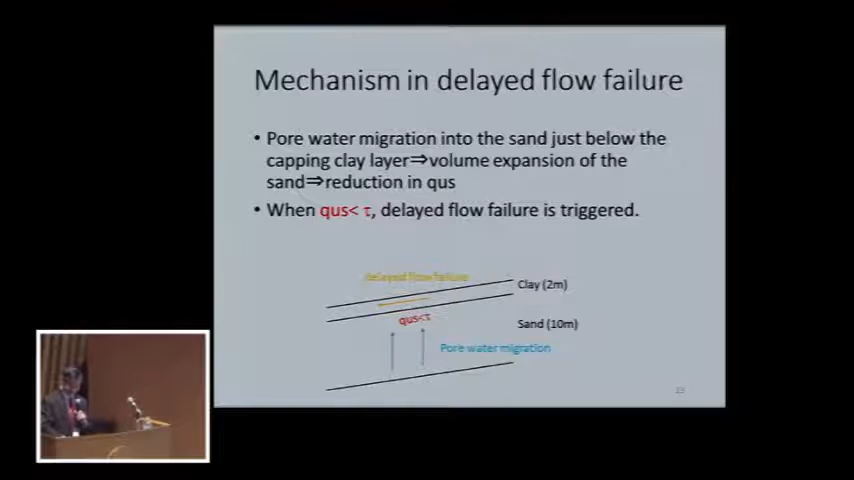 Mechanism in delayed flow failure
• Pore water migration into the sand just below the
capping clay layer⇒volume expansion of the
sand⇒reduction in qus
• When qus< τ, delayed flow failure is triggered.
delayed flow failure
Clay (2m)
qus<τ
Sand (10m)
Pore water migration